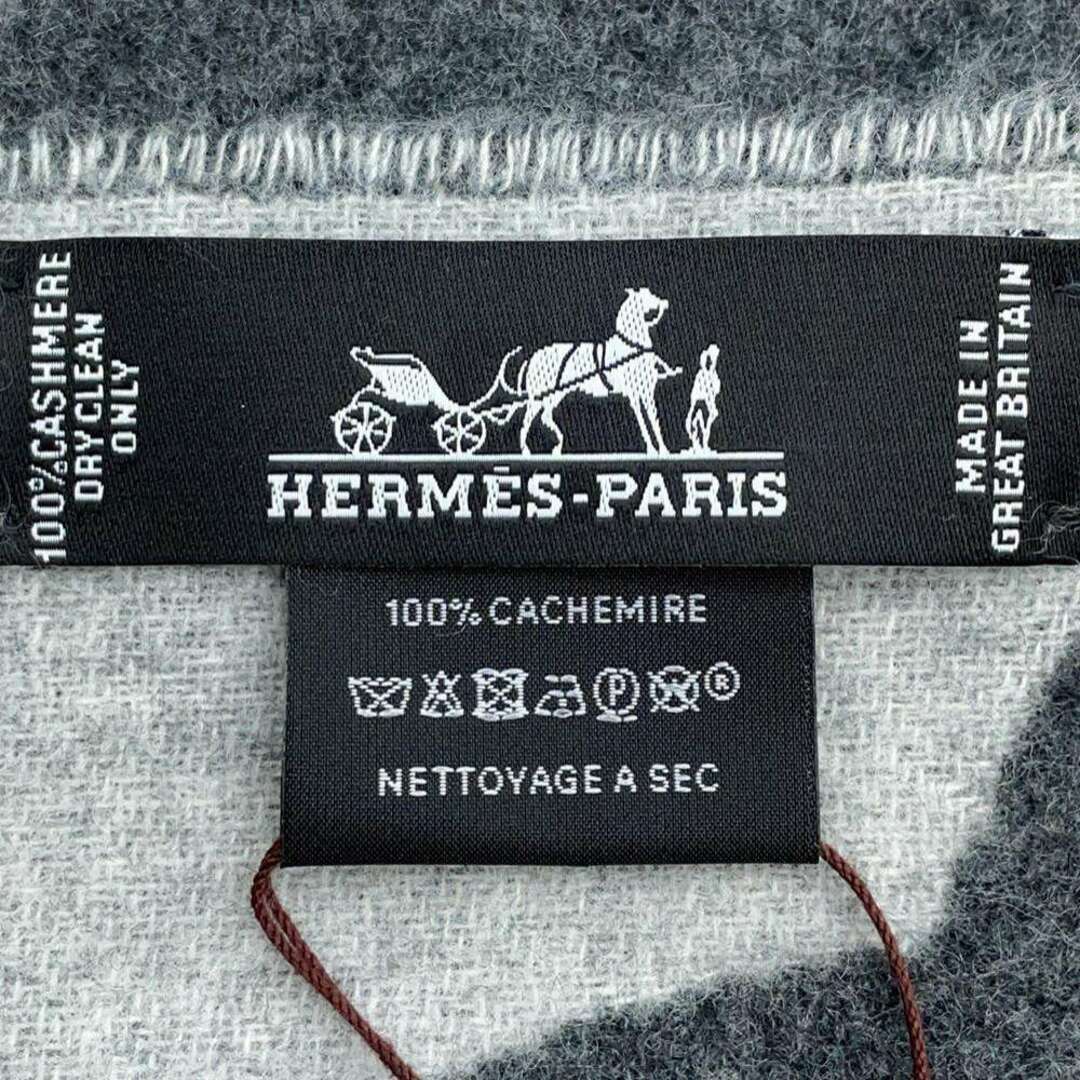 100% CASHMERE
DRY CLEAN
ONLY
HERMÈS-PARIS
MADE IN
GREAT BRITAIN
100% CACHEMIRE
P W ®
NETTOYAGE A SEC